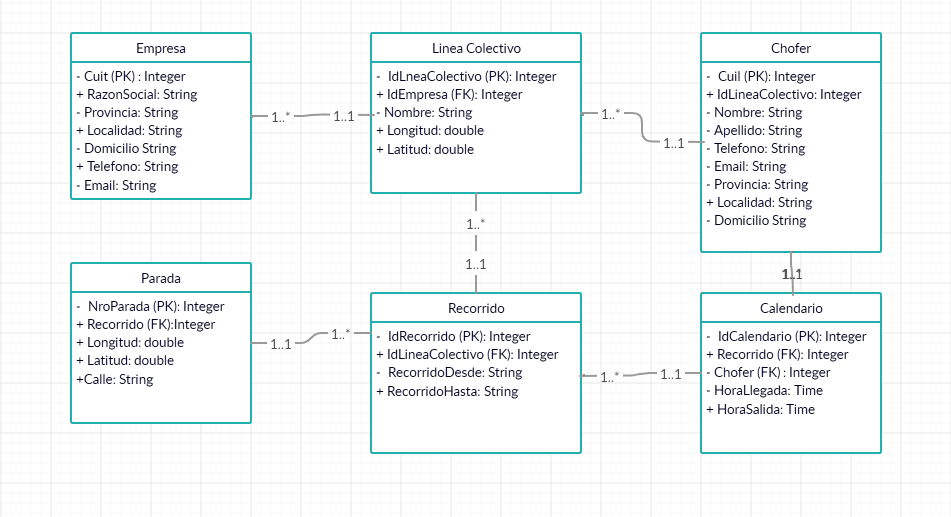 Empresa
- Cuit (PK) : Integer
+ RazonSocial: String
- Provincia: String
+ Localidad: String
- Domicilio String
+ Telefono: String
- Email: String
1..*
1..1
Linea Colectivo
- IdLneaColectivo (PK): Integer
+ IdEmpresa (FK): Integer
- Nombre: String
+ Longitud: double
+ Latitud: double
1..*
1..1
Chofer
- Cuil (PK): Integer
+ IdLineaColectivo: Integer
- Nombre: String
- Apellido: String
- Telefono: String
- Email: String
- Provincia: String
+ Localidad: String
- Domicilio String
1..*
1..1
Parada
- NroParada (PK): Integer
+ Recorrido (FK):Integer
+ Longitud: double
+ Latitud: double
+Calle: String
1..1
1..*
Recorrido
- IdRecorrido (PK): Integer
+ IdLineaColectivo (FK): Integer
- RecorridoDesde: String
+ RecorridoHasta: String
1..*
1..1
Calendario
- IdCalendario (PK): Integer
+ Recorrido (FK): Integer
- Chofer (FK) : Integer
- HoraLlegada: Time
+ HoraSalida: Time